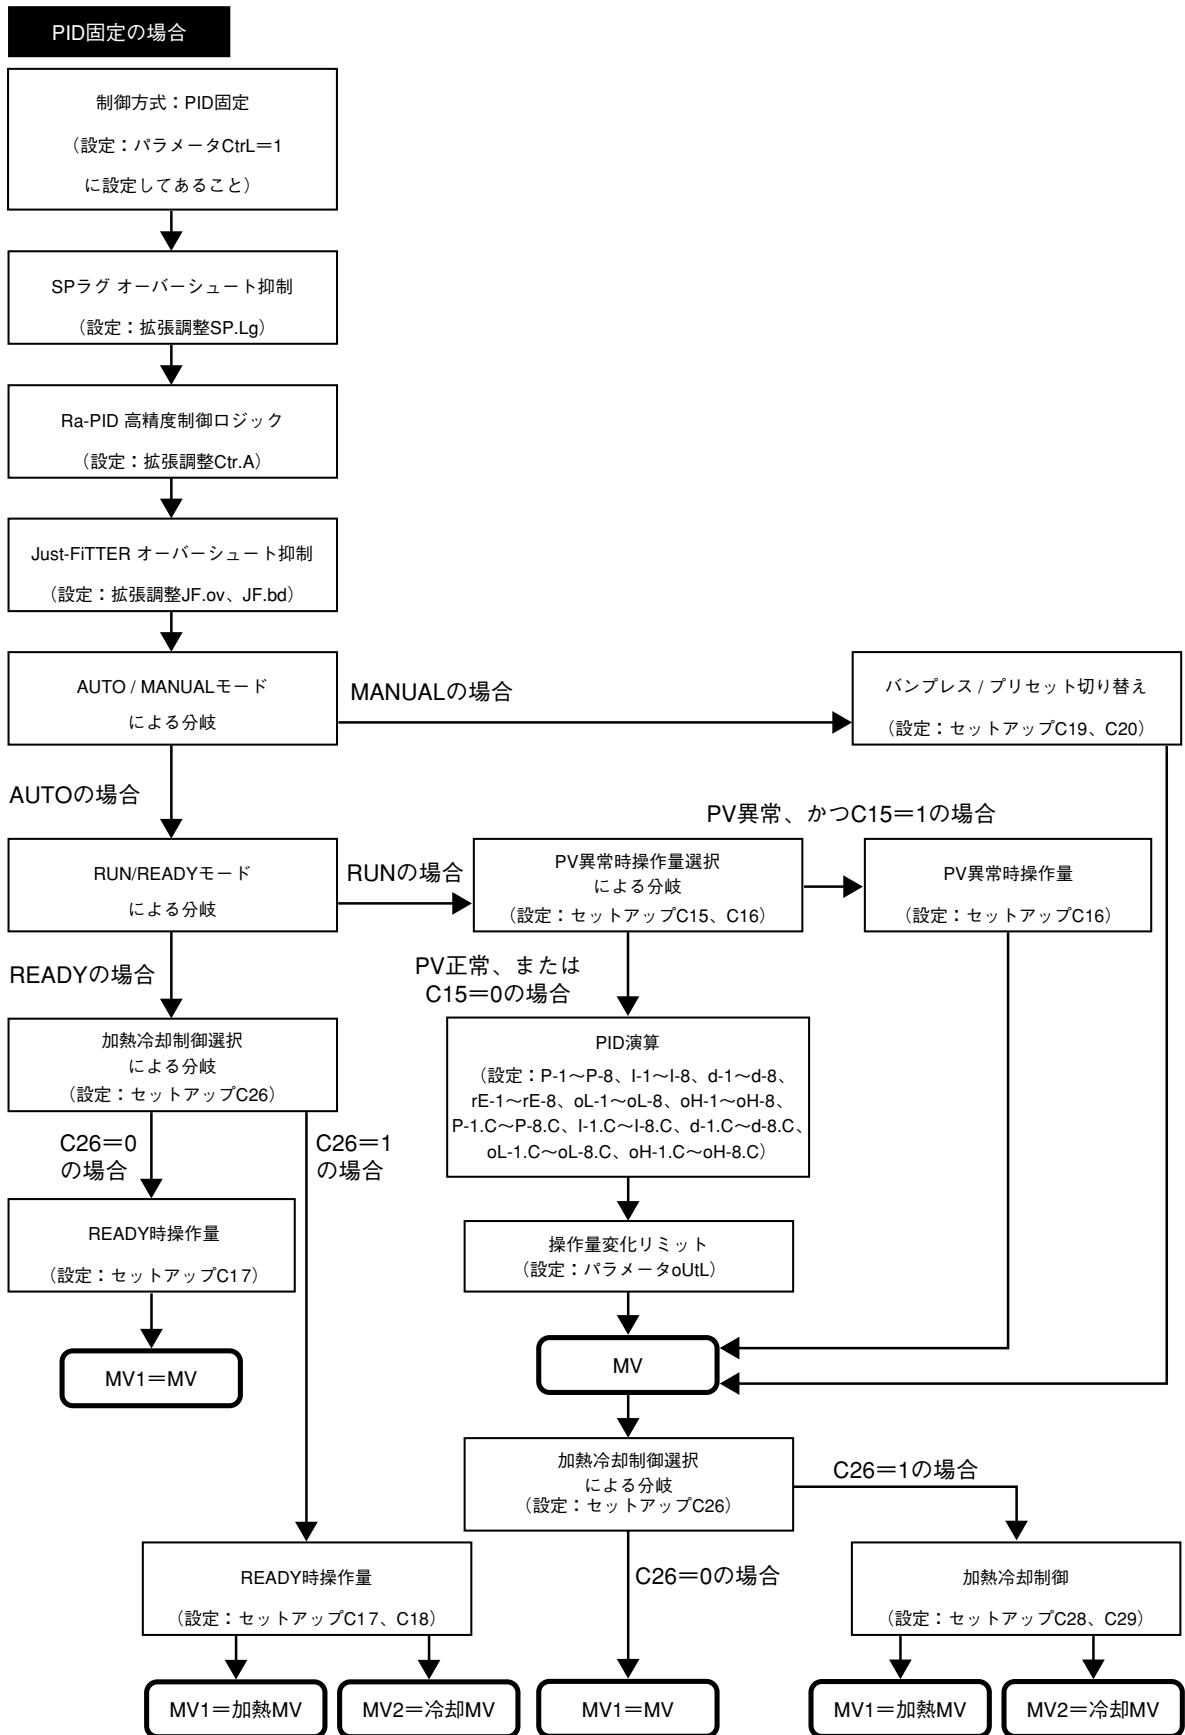 PID固定の場合
制御方式：PID固定
（設定：パラメータCtrL＝1
に設定してあること）
SPラグ オーバーシュート抑制
（設定：拡張調整SP.Lg）
Ra-PID 高精度制御ロジック
（設定：拡張調整Ctr.A）
Just-FiTTER オーバーシュート抑制
（設定：拡張調整JF.ov、JF.bd）
AUTO / MANUALモード
による分岐
MANUALの場合
バンプレス / プリセット切り替え
（設定：セットアップC19、C20）
AUTOの場合
RUN/READYモード
による分岐
RUNの場合
PV異常時操作量選択
による分岐
（設定：セットアップC15、C16）
PV異常、かつC15＝1の場合
PV異常時操作量
（設定：セットアップC16）
READYの場合
PV正常、または
C15＝0の場合
加熱冷却制御選択
による分岐
（設定：セットアップC26）
PID演算
（設定：P-1〜P-8、I-1〜I-8、d-1〜d-8、
rE-1〜rE-8、oL-1〜oL-8、oH-1〜oH-8、
P-1.C〜P-8.C、I-1.C〜I-8.C、d-1.C〜d-8.C、
oL-1.C〜oL-8.C、oH-1.C〜oH-8.C）
C26＝0
の場合
C26＝1
の場合
READY時操作量
（設定：セットアップC17）
操作量変化リミット
（設定：パラメータoUtL）
MV1＝MV
MV
加熱冷却制御選択
による分岐
（設定：セットアップC26）
C26＝1の場合
READY時操作量
（設定：セットアップC17、C18）
C26＝0の場合
加熱冷却制御
（設定：セットアップC28、C29）
MV1＝加熱MV
MV2＝冷却MV
MV1＝MV
MV1＝加熱MV
MV2＝冷却MV